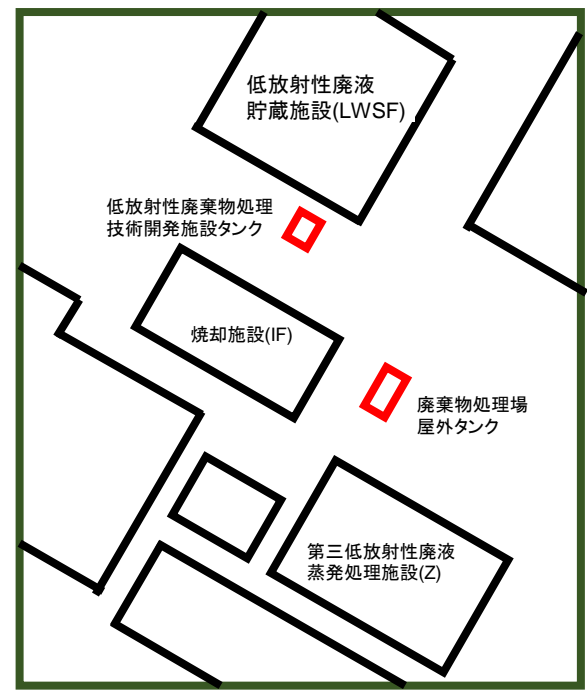 低放射性廃液
貯蔵施設(LWSF)
低放射性廃棄物処理
技術開発施設タンク
焼却施設(IF)
廃棄物処理場
屋外タンク
第三低放射性廃液
蒸発処理施設(Z)